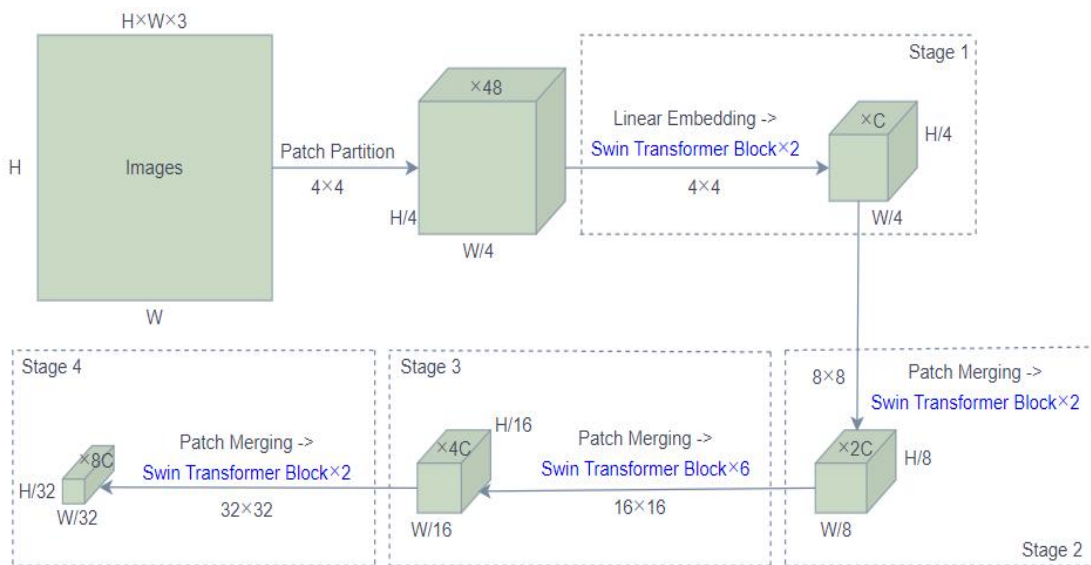 H×W×3
H
Images
W
Patch Partition
4×4
×48
H/4
W/4
Stage 1
Linear Embedding ->
Swin Transformer Block×2
4×4
×C
H/4
W/4
8×8
Patch Merging ->
Swin Transformer Block×2
×2C
H/8
W/8
Stage 2
Stage 3
H/16
Patch Merging ->
Swin Transformer Block×6
×4C
16×16
W/16
Stage 4
Patch Merging ->
Swin Transformer Block×2
×8C
H/32
32×32
W/32